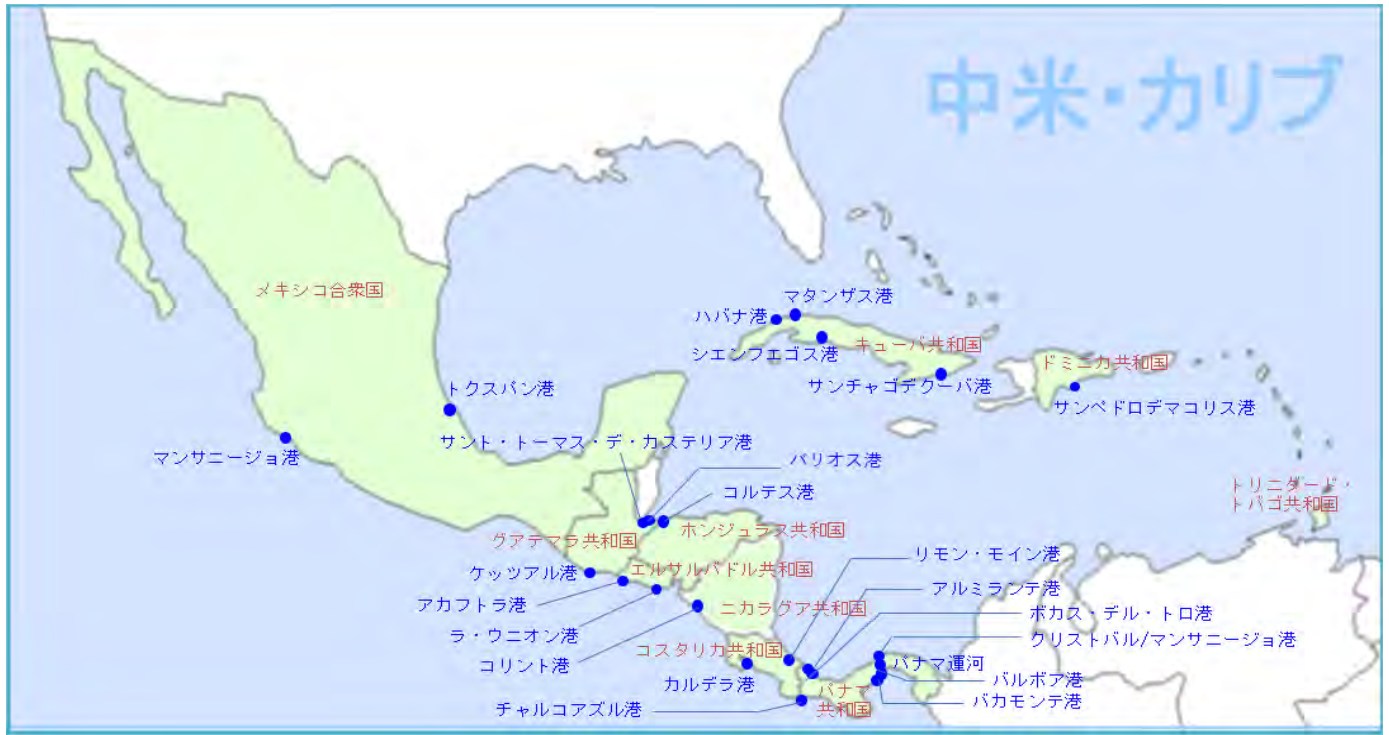 中米・カリブ
メキシコ合衆国
マタンザス港
ハバナ港
シエンフエゴス港
キューバ共和国
ドミニカ共和国
サンチャゴデクーバ港
サンペドロデマコリス港
トクスパン港
サント・トーマス・デ・カステリア港
マンサニージョ港
バリオス港
コルテス港
トリニダード・
トバゴ共和国
ホンジュラス共和国
グアテマラ共和国
リモン・モイン港
ケッツアル港
エルサルバドル共和国
アルミランテ港
アカフトラ港
ニカラグア共和国
ボカス・デル・トロ港
ラ・ウニオン港
クリストバル/マンサニージョ港
コスタリカ共和国
コリント港
パナマ運河
カルデラ港
バルボア港
パナマ
共和国
バカモンテ港
チャルコアズル港